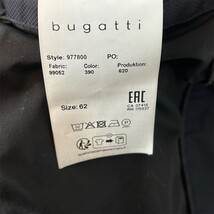 bugatti
Style: 977800 PO:
Fabric: Color: Produktion:
99052 390 620
Size: 62
EAC